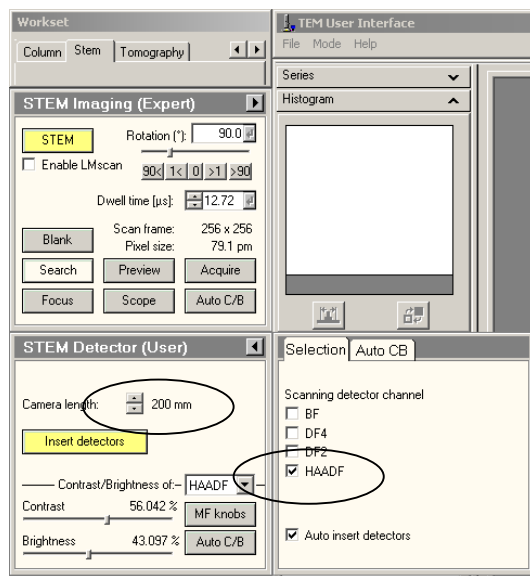 Workset
Column Stem Tomography
STEM Imaging (Expert)
STEM Rotation (°): 90.0
Enable LMscan
90< 1< 0 >1 >90
Dwell time [µs]: 12.72
Scan frame: 256 x 256
Blank
Pixel size: 79.1 pm
Search Preview Acquire
Focus Scope Auto C/B
STEM Detector (User)
Camera length: 200 mm
Insert detectors
Contrast/Brightness of: HAADF
Contrast 56.042 % MF knobs
Brightness 43.097 % Auto C/B
TEM User Interface
File Mode Help
Series
Histogram
Selection Auto CB
Scanning detector channel
BF
DF4
DF2
HAADF
Auto insert detectors